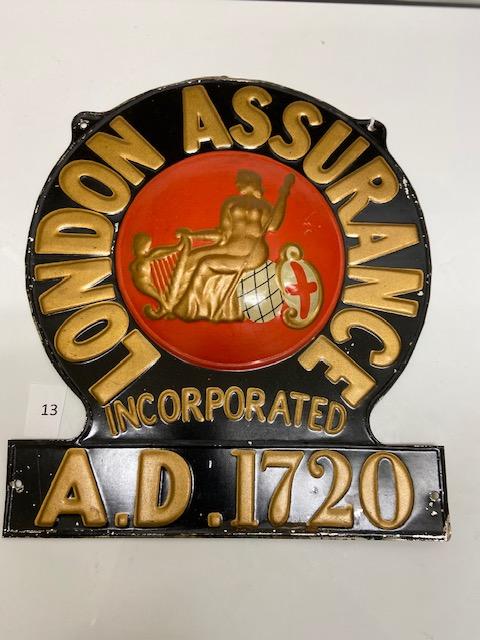 LONDON ASSURANCE
INCORPORATED
13
A.D.1720